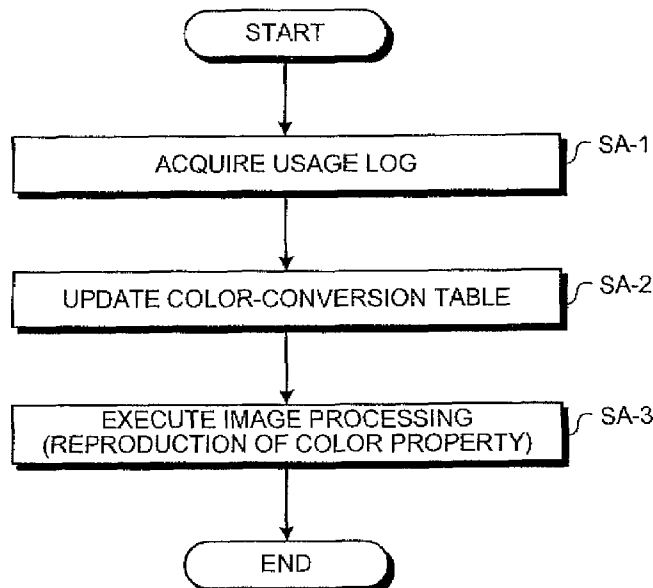 START
ACQUIRE USAGE LOG
SA-1
UPDATE COLOR-CONVERSION TABLE
SA-2
EXECUTE IMAGE PROCESSING
(REPRODUCTION OF COLOR PROPERTY)
SA-3
END